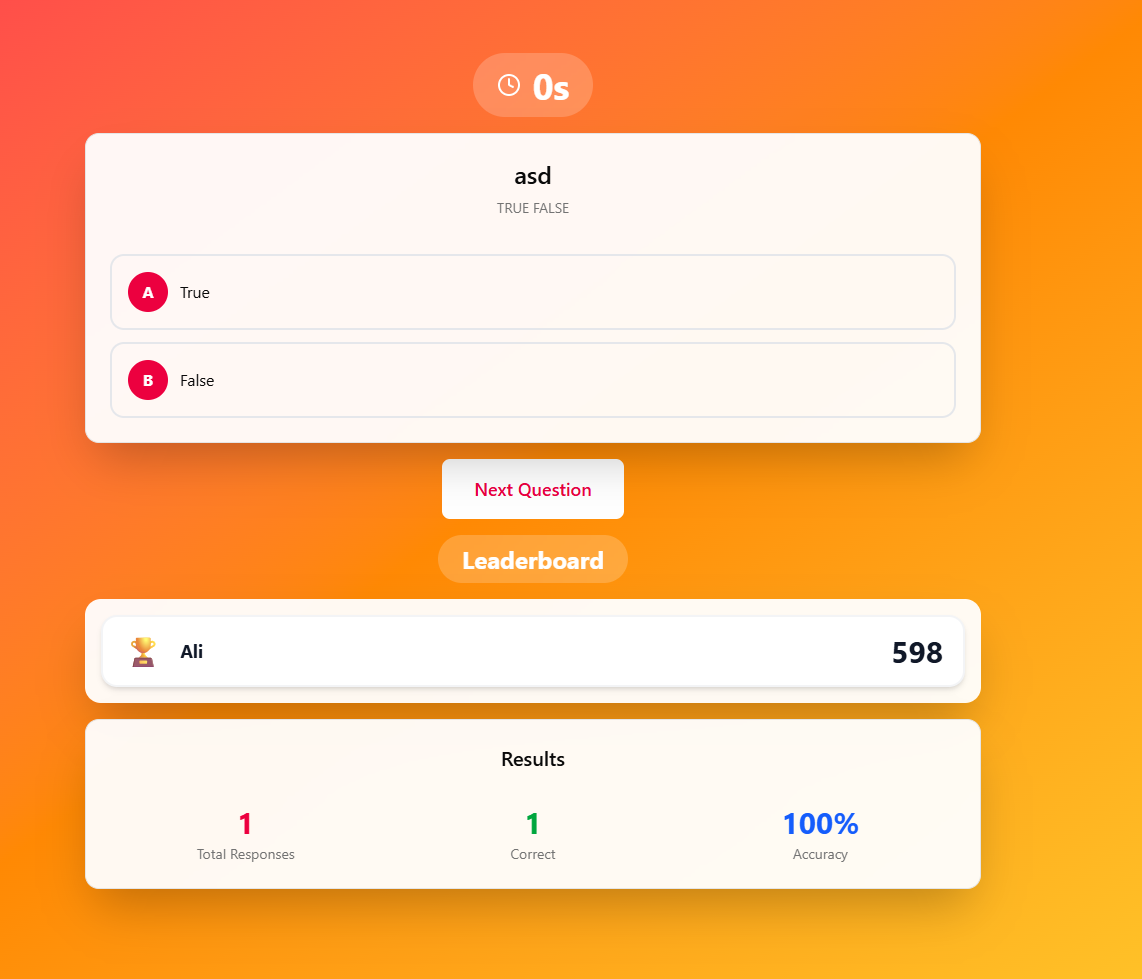 0s
asd
TRUE FALSE
A True
B False
Next Question
Leaderboard
Ali 598
Results
1 1 100%
Total Responses Correct Accuracy